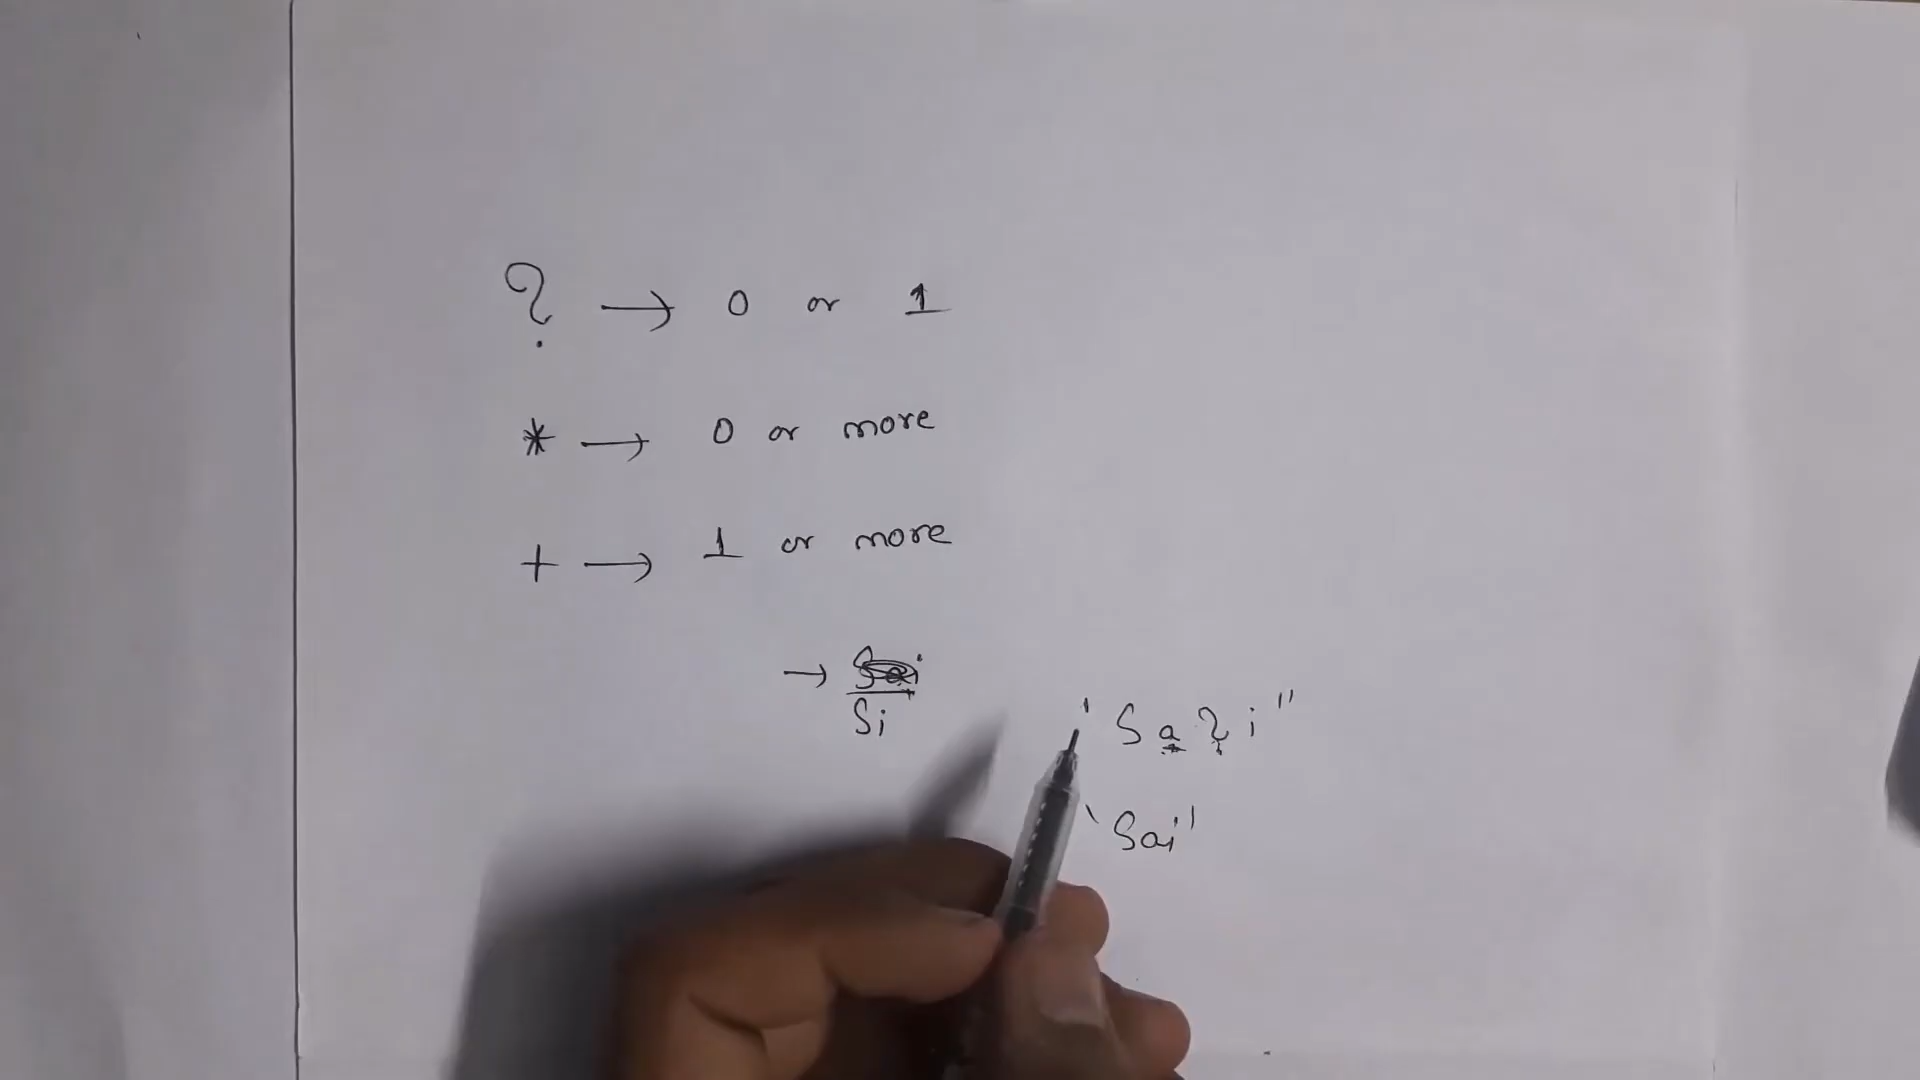 ? → 0 or 1
* → 0 or more
+ → 1 or more
→
Si
'Sa?i"
'Sai'